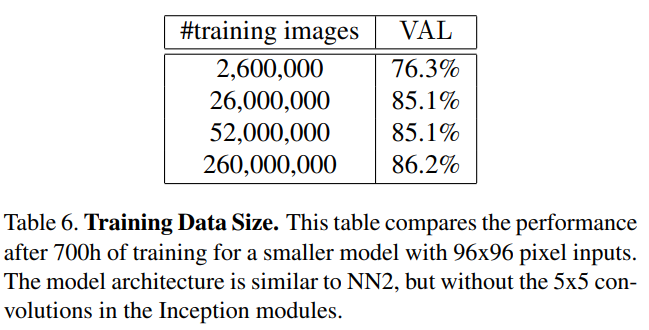 #training images VAL
2,600,000 76.3%
26,000,000 85.1%
52,000,000 85.1%
260,000,000 86.2%
Table 6. Training Data Size. This table compares the performance
after 700h of training for a smaller model with 96x96 pixel inputs.
The model architecture is similar to NN2, but without the 5x5 con-
volutions in the Inception modules.